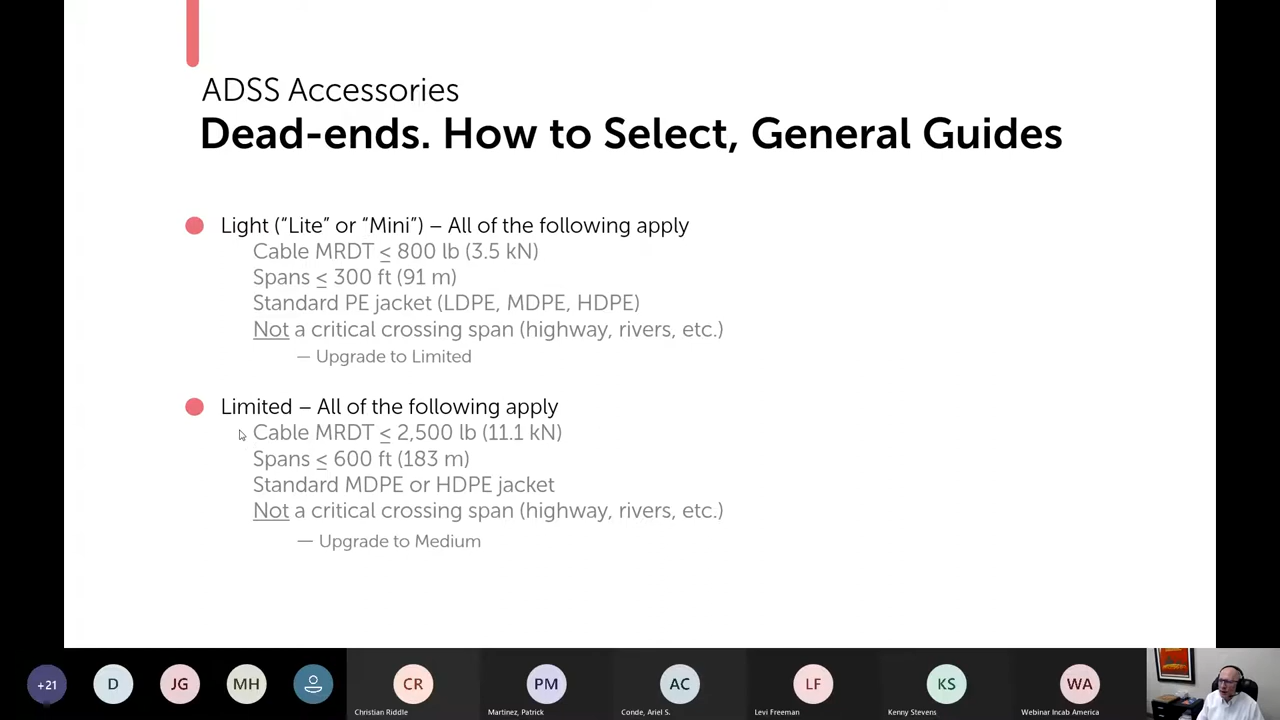 ADSS Accessories
Dead-ends. How to Select, General Guides
Light (“Lite” or “Mini”) – All of the following apply
Cable MRDT ≤ 800 lb (3.5 kN)
Spans ≤ 300 ft (91 m)
Standard PE jacket (LDPE, MDPE, HDPE)
Not a critical crossing span (highway, rivers, etc.)
— Upgrade to Limited
Limited – All of the following apply
Cable MRDT ≤ 2,500 lb (11.1 kN)
Spans ≤ 600 ft (183 m)
Standard MDPE or HDPE jacket
Not a critical crossing span (highway, rivers, etc.)
— Upgrade to Medium
+21 D JG MH CR PM AC LF KS WA
Christian Riddle Martinez, Patrick Conde, Ariel S. Levi Freeman Kenny Stevens Webinar Incab America